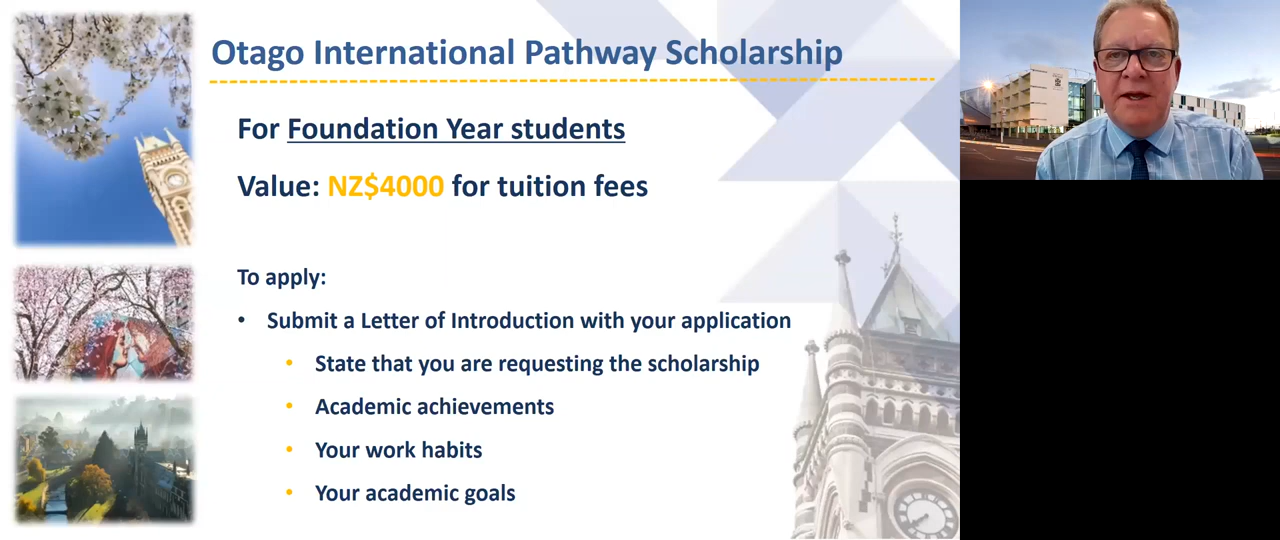 Otago International Pathway Scholarship
For Foundation Year students
Value: NZ$4000 for tuition fees
To apply:
• Submit a Letter of Introduction with your application
• State that you are requesting the scholarship
• Academic achievements
• Your work habits
• Your academic goals